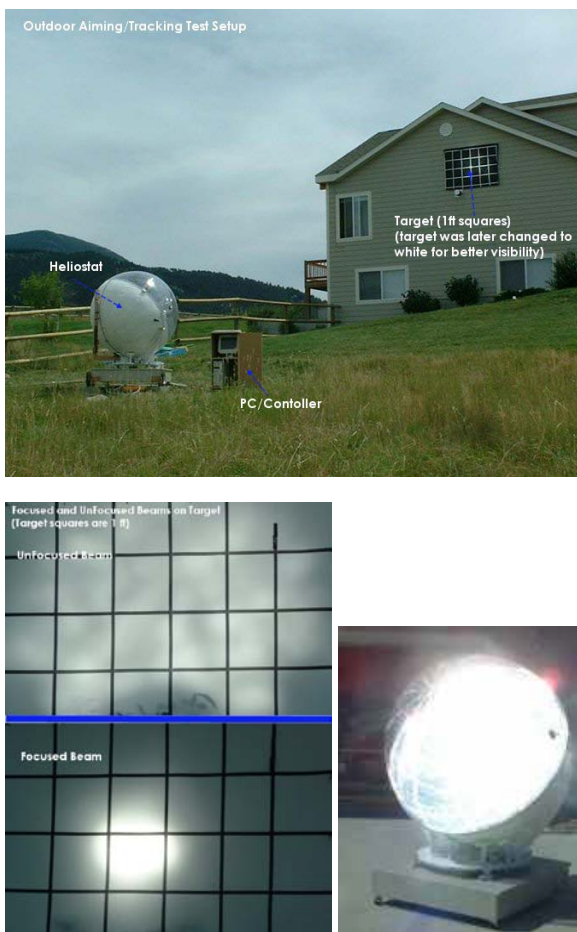 Outdoor Aiming/Tracking Test Setup
Target (1ft squares)
(target was later changed to
white for better visibility)
Heliostat
PC/Contoller
Focused and UnFocused Beams on Target
(Target squares are 1 ft)
UnFocused Beam
Focused Beam